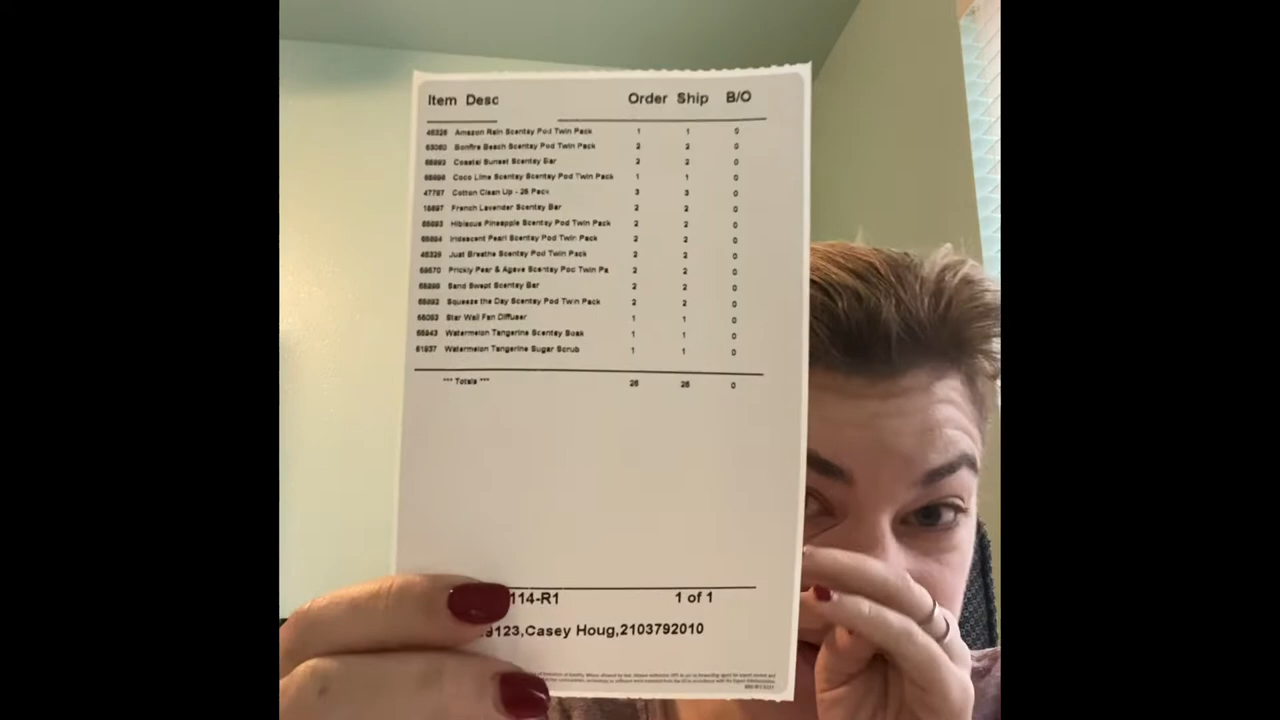 Item Desc Order Ship B/O
46328 Amazon Rain Scentsy Pod Twin Pack 1 1 0
Bonfire Beach Scentsy Pod Twin Pack 2 2 0
Coastal Sunset Scentsy Bar 2 2 0
Coco Lime Scentsy Scentsy Pod Twin Pack 1 1 0
47787 Cotton Clean Up - 26 Pack 3 3 0
French Lavender Scentsy Bar 2 2 0
Hibiscus Pineapple Scentsy Pod Twin Pack 2 2 0
Iridescent Pearl Scentsy Pod Twin Pack 2 2 0
46329 Just Breathe Scentsy Pod Twin Pack 2 2 0
Prickly Pear & Agave Scentsy Pod Twin Pa 2 2 0
Sand Swept Scentsy Bar 2 2 0
Squeeze the Day Scentsy Pod Twin Pack 2 2 0
Star Wall Fan Diffuser 1 1 0
Watermelon Tangerine Scentsy Soak 1 1 0
61937 Watermelon Tangerine Sugar Scrub 1 1 0
*** Totals *** 26 26 0
114-R1 1 of 1
9123,Casey Houg,2103792010